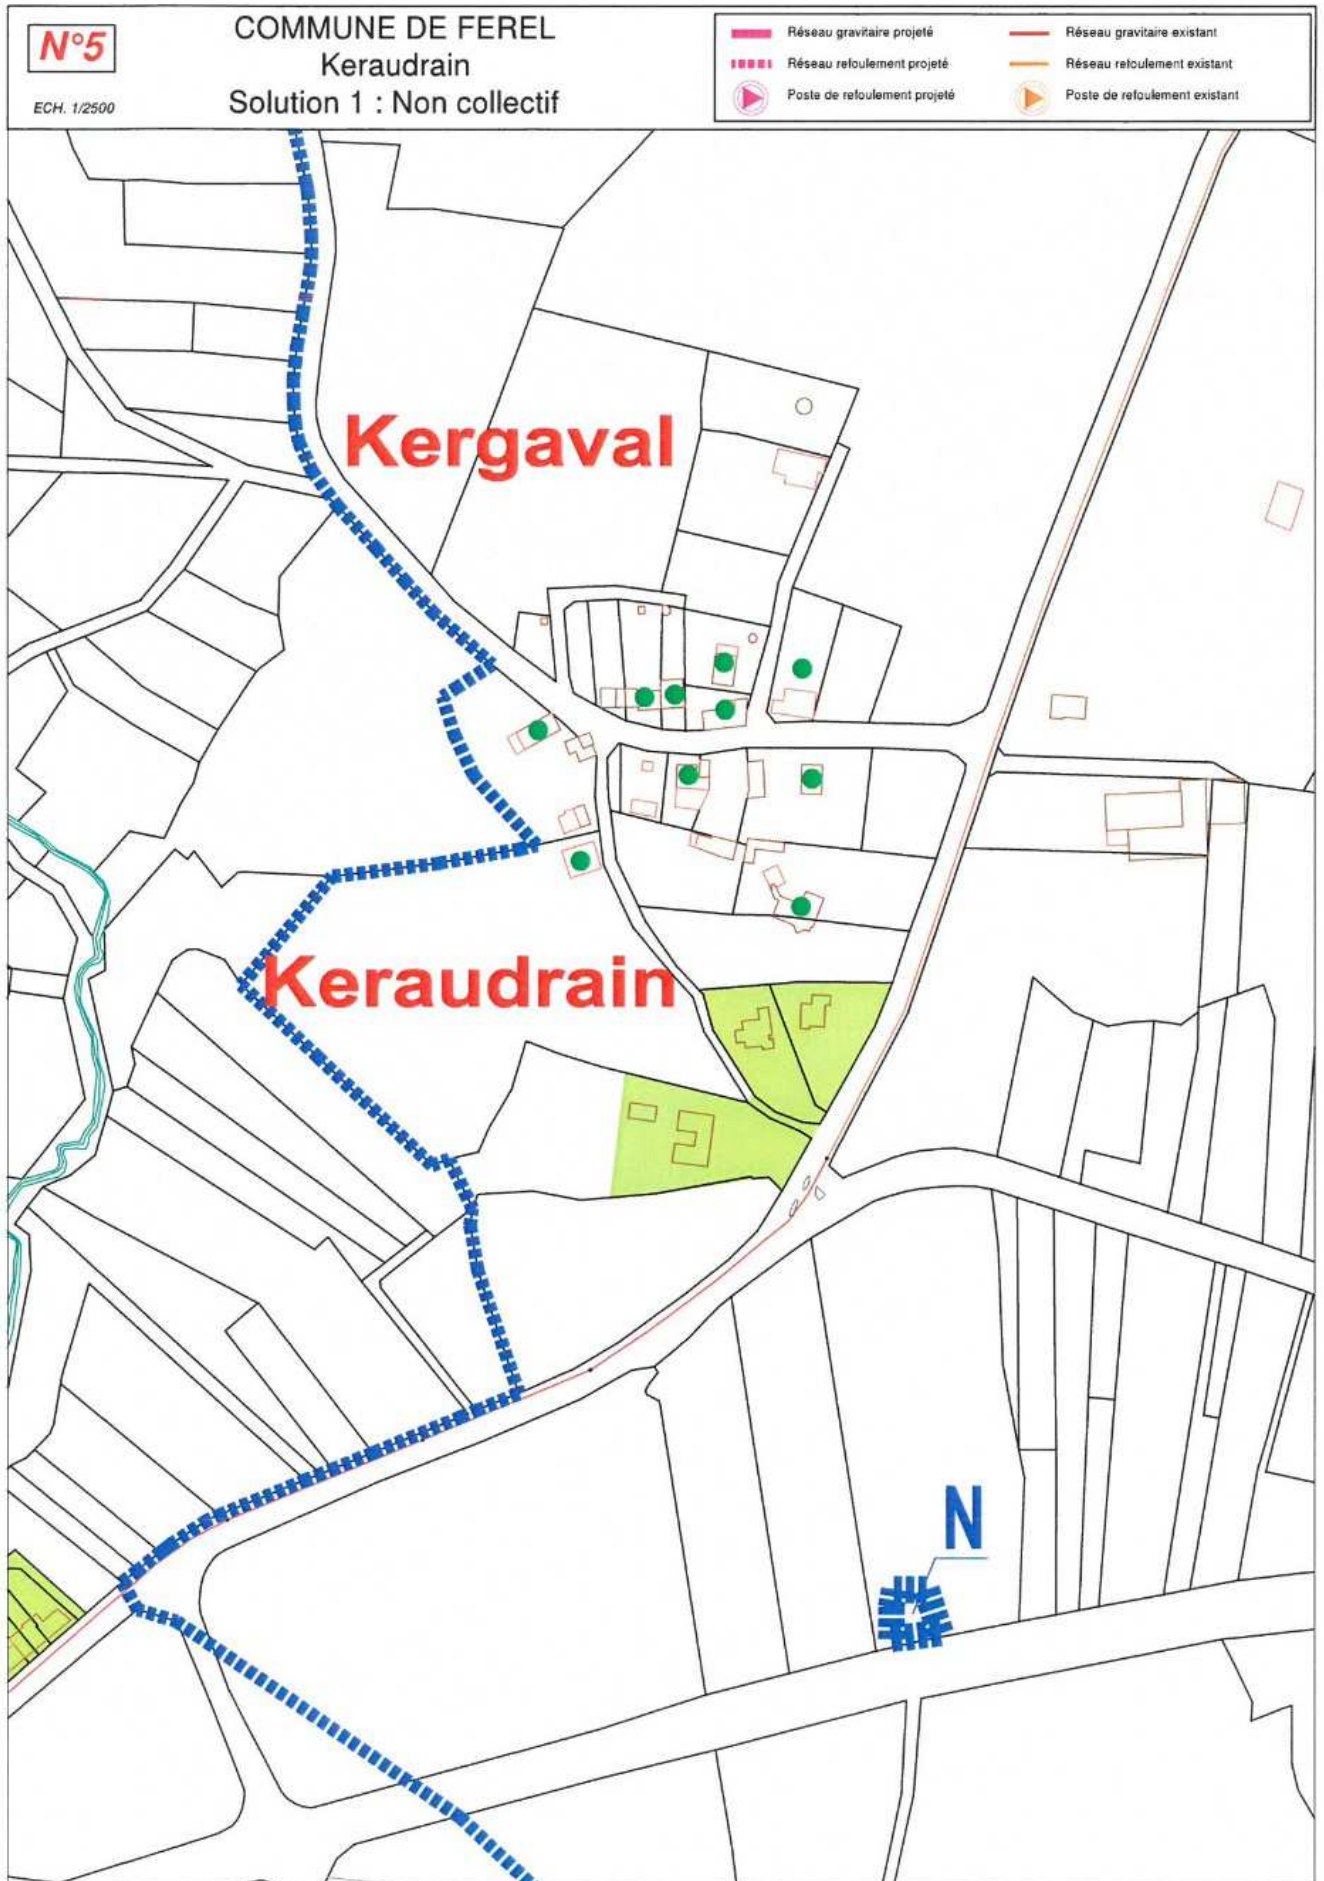 N°5
ECH. 1/2500
COMMUNE DE FEREL
Keraudrain
Solution 1 : Non collectif
Réseau gravitaire projeté
Réseau refoulement projeté
Poste de refoulement projeté
Réseau gravitaire existant
Réseau refoulement existant
Poste de refoulement existant
Kergaval
Keraudrain
N